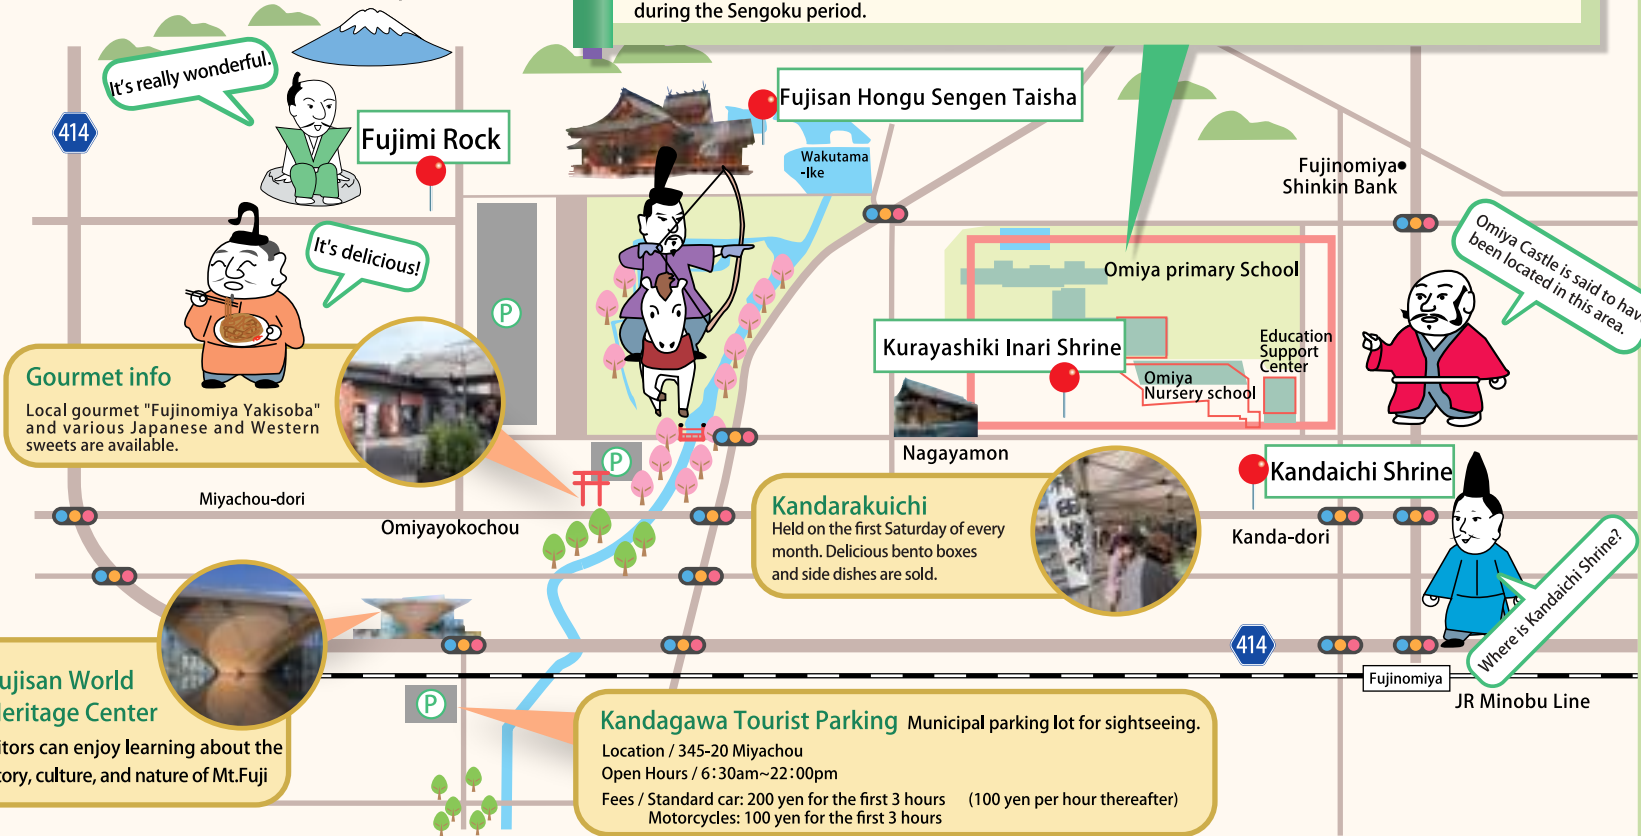 during the Sengoku period.
It's really wonderful.
414
Fujimi Rock
Fujisan Hongu Sengen Taisha
Wakutama
-Ike
Fujinomiya
Shinkin Bank
It's delicious!
P
Omiya primary School
Omiya Castle is said to hav
been located in this area.
Kurayashiki Inari Shrine
Education
Support
Center
Omiya
Nursery school
Gourmet info
Local gourmet "Fujinomiya Yakisoba"
and various Japanese and Western
sweets are available.
Nagayamon
P
Kandaichi Shrine
Miyachou-dori
Omiyayokochou
Kandarakuichi
Held on the first Saturday of every
month. Delicious bento boxes
and side dishes are sold.
Kanda-dori
Where is Kandaichi Shrine?
414
ujisan World
eritage Center
itors can enjoy learning about the
tory, culture, and nature of Mt.Fuji
Fujinomiya
JR Minobu Line
P
Kandagawa Tourist Parking Municipal parking lot for sightseeing.
Location / 345-20 Miyachou
Open Hours / 6:30am~22:00pm
Fees / Standard car: 200 yen for the first 3 hours (100 yen per hour thereafter)
Motorcycles: 100 yen for the first 3 hours